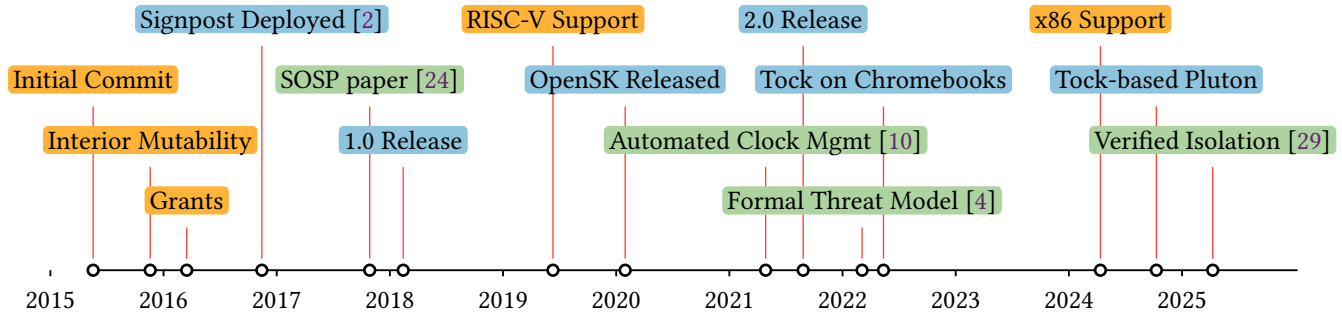 Signpost Deployed [2] RISC-V Support 2.0 Release x86 Support
Initial Commit SOSP paper [24] OpenSK Released Tock on Chromebooks Tock-based Pluton
Interior Mutability 1.0 Release Automated Clock Mgmt [10] Verified Isolation [29]
Grants Formal Threat Model [4]
2015 2016 2017 2018 2019 2020 2021 2022 2023 2024 2025